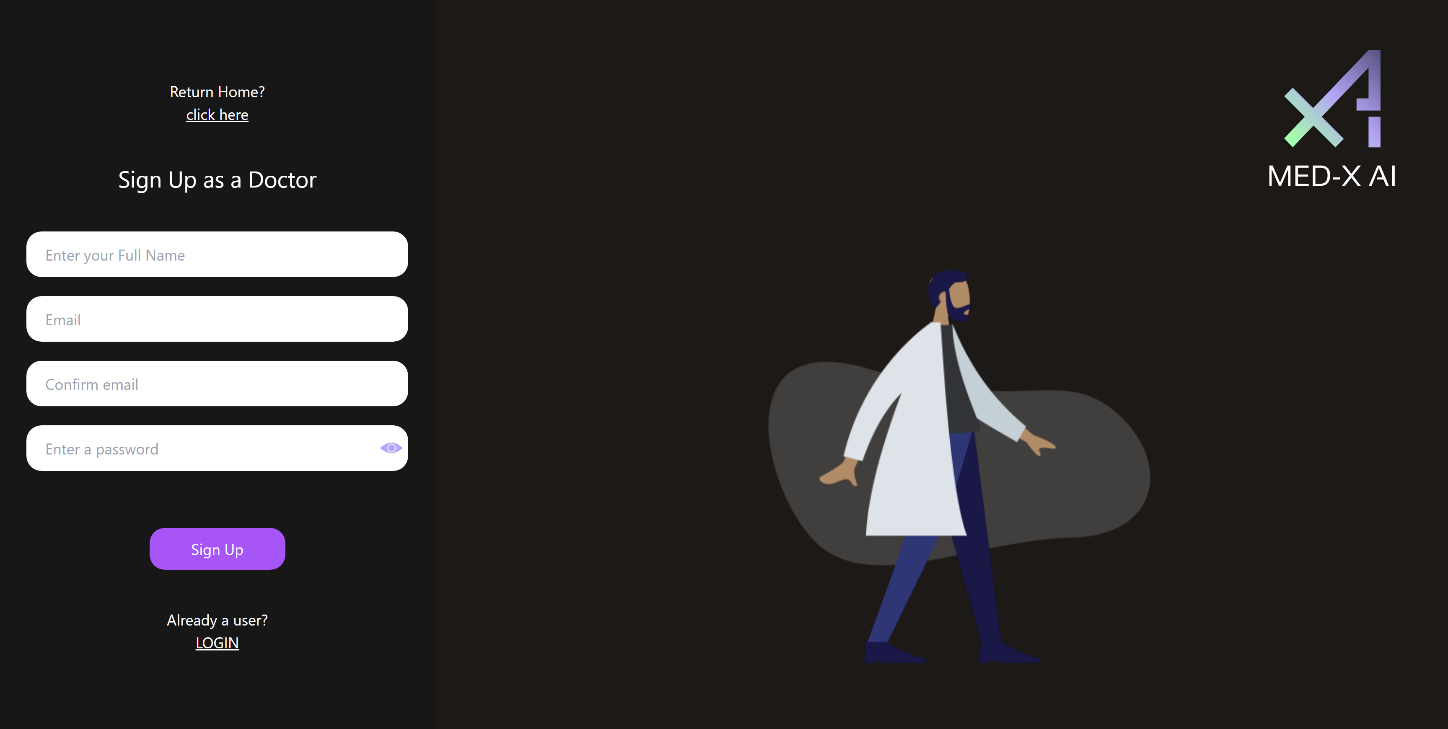 Return Home?
click here
Sign Up as a Doctor
Enter your Full Name
Email
Confirm email
Enter a password
Sign Up
Already a user?
LOGIN
xAI
MED-X AI